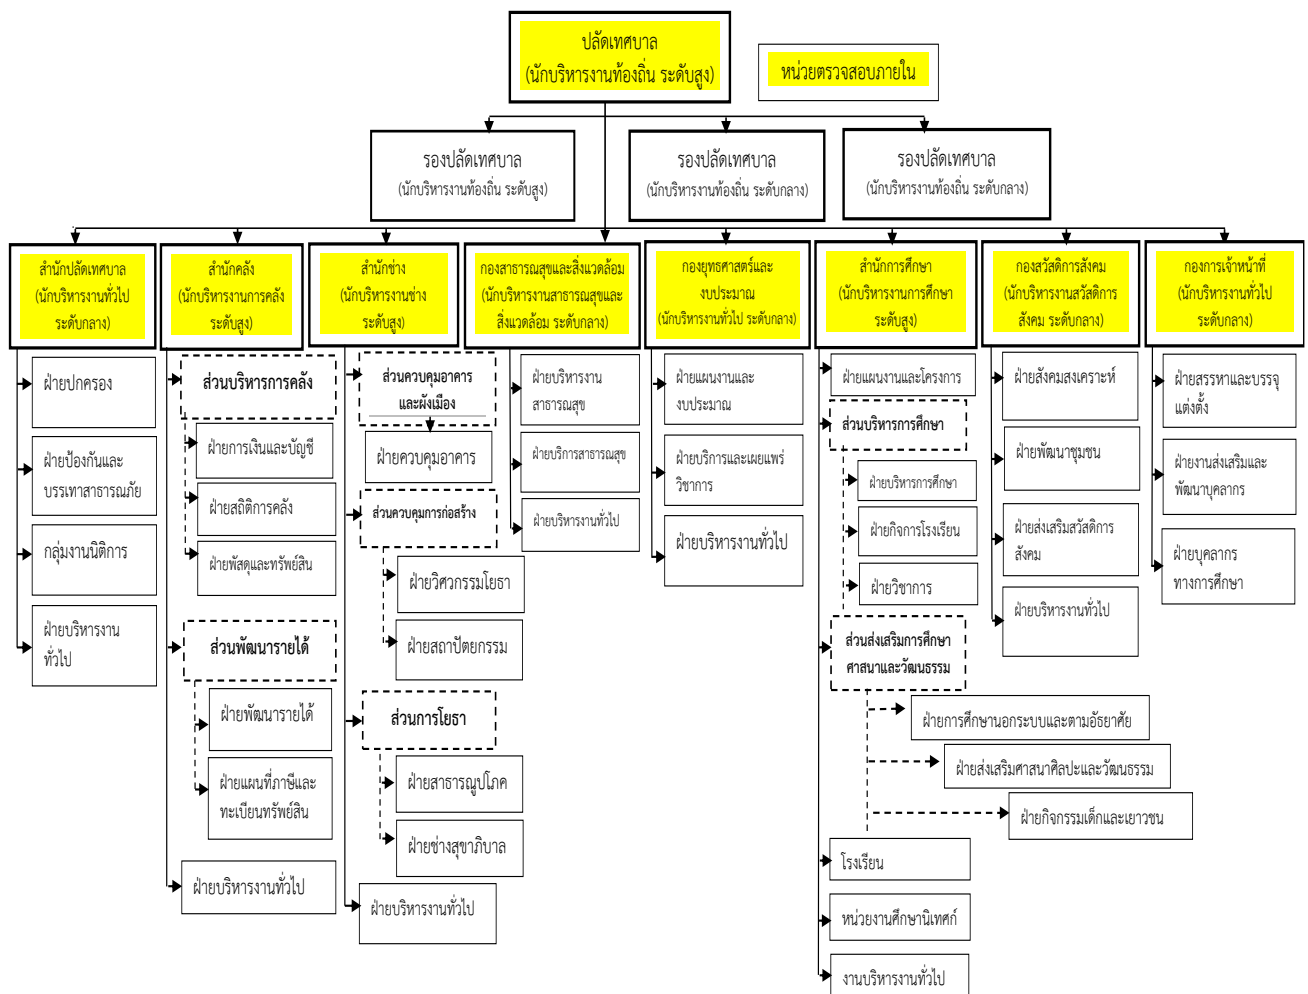 ปลัดเทศบาล
(นักบริหารงานท้องถิ่น ระดับสูง)
หน่วยตรวจสอบภายใน
รองปลัดเทศบาล
(นักบริหารงานท้องถิ่น ระดับสูง)
รองปลัดเทศบาล
(นักบริหารงานท้องถิ่น ระดับกลาง)
รองปลัดเทศบาล
(นักบริหารงานท้องถิ่น ระดับกลาง)
สำนักปลัดเทศบาล
(นักบริหารงานทั่วไป
ระดับกลาง)
สำนักคลัง
(นักบริหารงานการคลัง
ระดับสูง)
สำนักช่าง
(นักบริหารงานช่าง
ระดับสูง)
กองสาธารณสุขและสิ่งแวดล้อม
(นักบริหารงานสาธารณสุขและ
สิ่งแวดล้อม ระดับกลาง)
กองยุทธศาสตร์และ
งบประมาณ
(นักบริหารงานทั่วไป ระดับกลาง)
สำนักการศึกษา
(นักบริหารงานการศึกษา
ระดับสูง)
กองสวัสดิการสังคม
(นักบริหารงานสวัสดิการ
สังคม ระดับกลาง)
กองการเจ้าหน้าที่
(นักบริหารงานทั่วไป
ระดับกลาง)
ฝ่ายปกครอง
ฝ่ายป้องกันและ
บรรเทาสาธารณภัย
กลุ่มงานนิติการ
ฝ่ายบริหารงาน
ทั่วไป
ส่วนบริหารการคลัง
ฝ่ายการเงินและบัญชี
ฝ่ายสถิติการคลัง
ฝ่ายพัสดุและทรัพย์สิน
ส่วนพัฒนารายได้
ฝ่ายพัฒนารายได้
ฝ่ายแผนที่ภาษีและ
ทะเบียนทรัพย์สิน
ฝ่ายบริหารงานทั่วไป
ส่วนควบคุมอาคาร
และผังเมือง
ฝ่ายควบคุมอาคาร
ส่วนควบคุมการก่อสร้าง
ฝ่ายวิศวกรรมโยธา
ฝ่ายสถาปัตยกรรม
ส่วนการโยธา
ฝ่ายสาธารณูปโภค
ฝ่ายช่างสุขาภิบาล
ฝ่ายบริหารงานทั่วไป
ฝ่ายบริหารงาน
สาธารณสุข
ฝ่ายบริการสาธารณสุข
ฝ่ายบริหารงานทั่วไป
ฝ่ายแผนงานและ
งบประมาณ
ฝ่ายบริการและเผยแพร่
วิชาการ
ฝ่ายบริหารงานทั่วไป
ฝ่ายแผนงานและโครงการ
ส่วนบริหารการศึกษา
ฝ่ายบริหารการศึกษา
ฝ่ายกิจการโรงเรียน
ฝ่ายวิชาการ
ส่วนส่งเสริมการศึกษา
ศาสนาและวัฒนธรรม
ฝ่ายการศึกษานอกระบบและตามอัธยาศัย
ฝ่ายส่งเสริมศาสนาศิลปะและวัฒนธรรม
ฝ่ายกิจกรรมเด็กและเยาวชน
โรงเรียน
หน่วยงานศึกษานิเทศก์
งานบริหารงานทั่วไป
ฝ่ายสังคมสงเคราะห์
ฝ่ายพัฒนาชุมชน
ฝ่ายส่งเสริมสวัสดิการ
สังคม
ฝ่ายบริหารงานทั่วไป
ฝ่ายสรรหาและบรรจุ
แต่งตั้ง
ฝ่ายงานส่งเสริมและ
พัฒนาบุคลากร
ฝ่ายบุคลากร
ทางการศึกษา